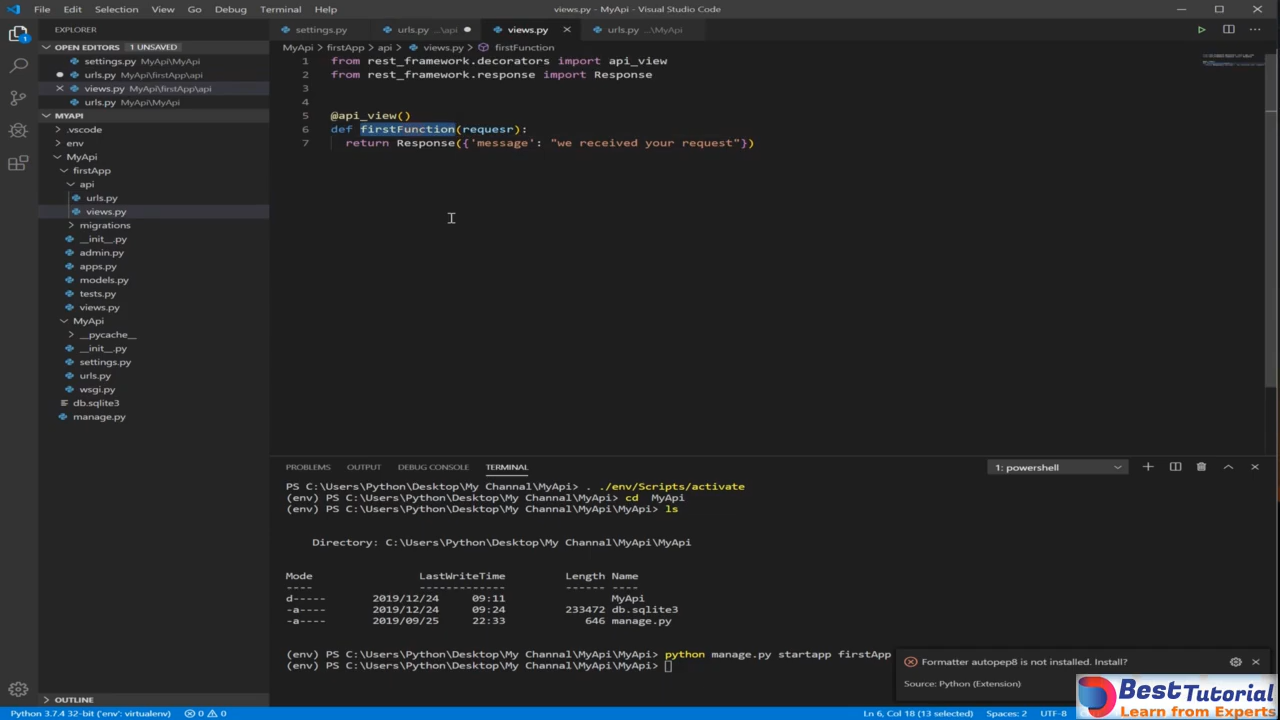 File Edit Selection View Go Debug Terminal Help
views.py - MyApi - Visual Studio Code
EXPLORER
OPEN EDITORS 1 UNSAVED
settings.py MyApi\MyApi
urls.py MyApi\firstApp\api
views.py MyApi\firstApp\api
urls.py MyApi\MyApi
MYAPI
.vscode
env
MyApi
firstApp
api
urls.py
views.py
migrations
__init__.py
admin.py
apps.py
models.py
tests.py
views.py
MyApi
__pycache__
__init__.py
settings.py
urls.py
wsgi.py
db.sqlite3
manage.py
OUTLINE
settings.py urls.py ...\api views.py urls.py ...\MyApi
MyApi > firstApp > api > views.py > firstFunction
1 from rest_framework.decorators import api_view
2 from rest_framework.response import Response
3
4
5 @api_view()
6 def firstFunction(requesr):
7 return Response({'message': "we received your request"})
PROBLEMS OUTPUT DEBUG CONSOLE TERMINAL 1: powershell
PS C:\Users\Python\Desktop\My Channal\MyApi> . ./env/Scripts/activate
(env) PS C:\Users\Python\Desktop\My Channal\MyApi> cd MyApi
(env) PS C:\Users\Python\Desktop\My Channal\MyApi\MyApi> ls
Directory: C:\Users\Python\Desktop\My Channal\MyApi\MyApi
Mode LastWriteTime Length Name
---- ------------- ------ ----
d----- 2019/12/24 09:11 MyApi
-a---- 2019/12/24 09:24 233472 db.sqlite3
-a---- 2019/09/25 22:33 646 manage.py
(env) PS C:\Users\Python\Desktop\My Channal\MyApi\MyApi> python manage.py startapp firstApp
(env) PS C:\Users\Python\Desktop\My Channal\MyApi\MyApi>
Formatter autopep8 is not installed. Install?
Source: Python (Extension)
BestTutorial
Learn from Experts
Python 3.7.4 32-bit ('env': virtualenv) 0 0 Ln 6, Col 18 (13 selected) Spaces: 2 UTF-8